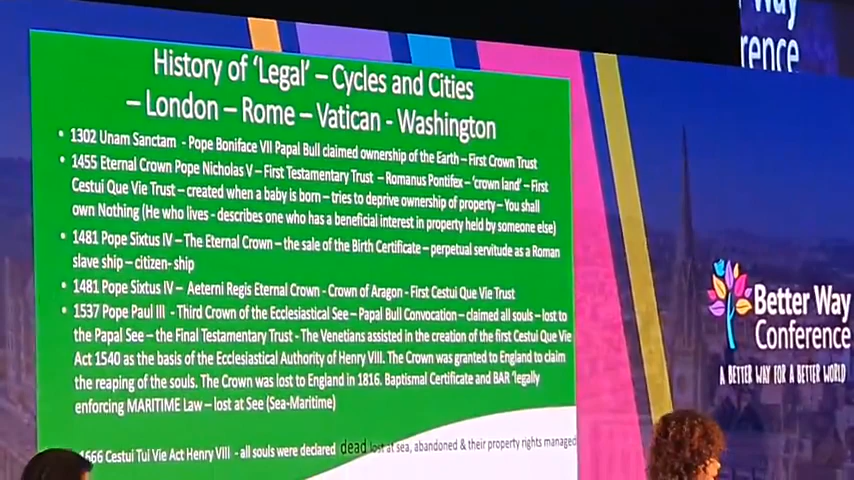 Way
rence
History of 'Legal' – Cycles and Cities
– London – Rome – Vatican - Washington
• 1302 Unam Sanctam - Pope Boniface VII Papal Bull claimed ownership of the Earth – First Crown Trust
• 1455 Eternal Crown Pope Nicholas V – First Testamentary Trust - Romanus Pontifex – 'crown land' – First
Cestui Que Vie Trust – created when a baby is born – tries to deprive ownership of property – You shall
own Nothing (He who lives - describes one who has a beneficial interest in property held by someone else)
• 1481 Pope Sixtus IV – The Eternal Crown – the sale of the Birth Certificate – perpetual servitude as a Roman
slave ship – citizen- ship
• 1481 Pope Sixtus IV - Aeterni Regis Eternal Crown - Crown of Aragon - First Cestui Que Vie Trust
• 1537 Pope Paul III - Third Crown of the Ecclesiastical See – Papal Bull Convocation – claimed all souls – lost to
the Papal See – the Final Testamentary Trust - The Venetians assisted in the creation of the first Cestui Que Vie
Act 1540 as the basis of the Ecclesiastical Authority of Henry VIII. The Crown was granted to England to claim
the reaping of the souls. The Crown was lost to England in 1816. Baptismal Certificate and BAR 'legally
enforcing MARITIME Law – lost at See (Sea-Maritime)
1666 Cestui Tui Vie Act Henry VIII - all souls were declared dead lost at sea, abandoned & their property rights managed
Better Way
Conference
A BETTER WAY FOR A BETTER WORLD